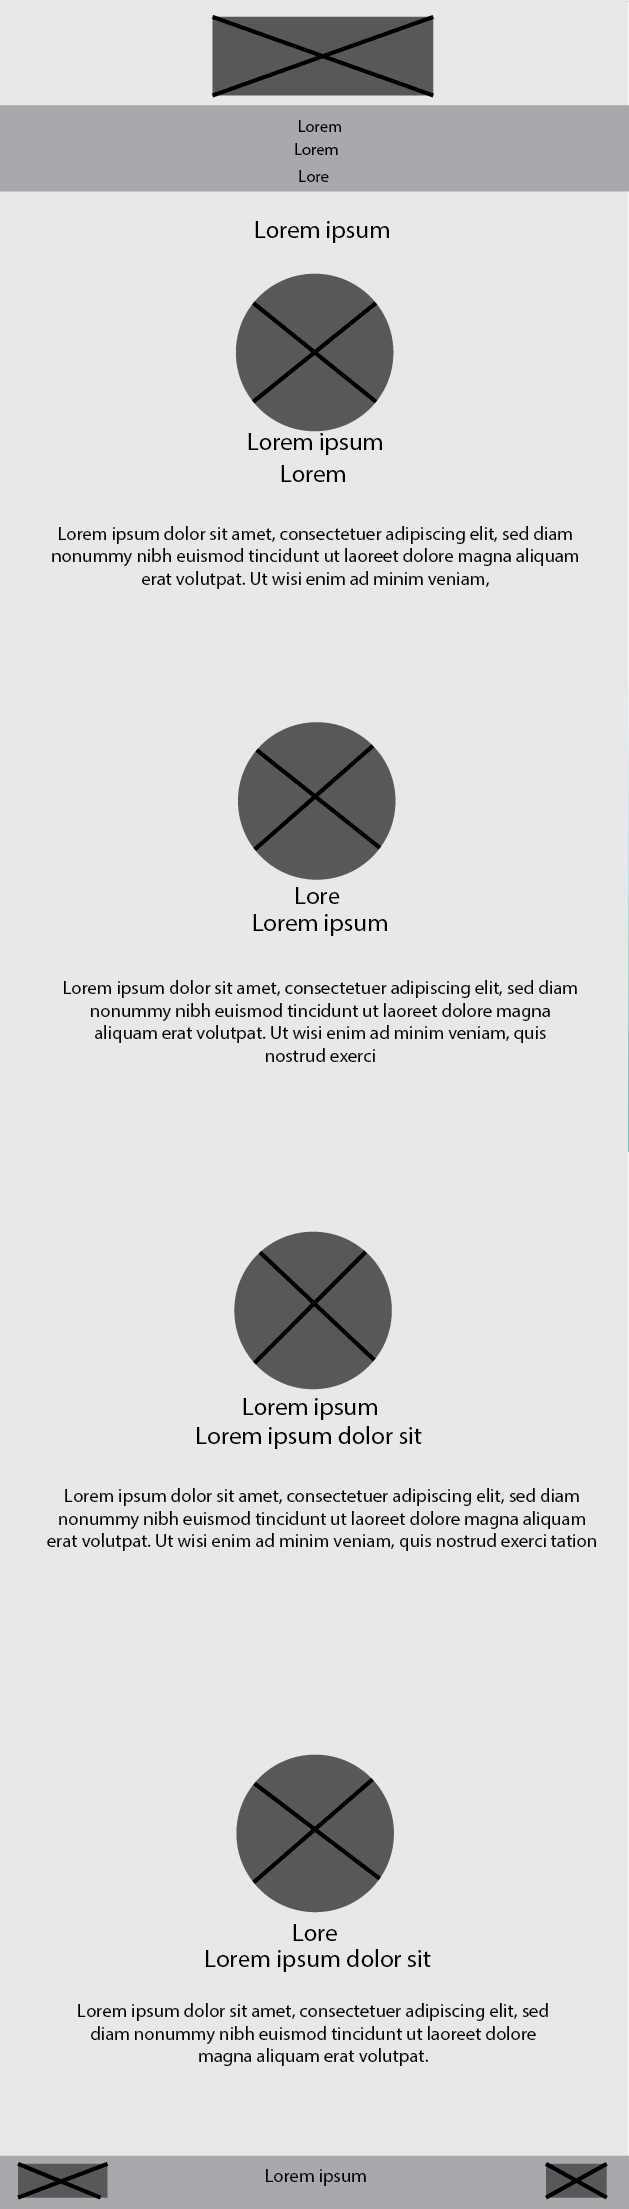 Lorem
Lorem
Lore
Lorem ipsum
Lorem ipsum
Lorem
Lorem ipsum dolor sit amet, consectetuer adipiscing elit, sed diam
nonummy nibh euismod tincidunt ut laoreet dolore magna aliquam
erat volutpat. Ut wisi enim ad minim veniam,
Lore
Lorem ipsum
Lorem ipsum dolor sit amet, consectetuer adipiscing elit, sed diam
nonummy nibh euismod tincidunt ut laoreet dolore magna
aliquam erat volutpat. Ut wisi enim ad minim veniam, quis
nostrud exerci
Lorem ipsum
Lorem ipsum dolor sit
Lorem ipsum dolor sit amet, consectetuer adipiscing elit, sed diam
nonummy nibh euismod tincidunt ut laoreet dolore magna aliquam
erat volutpat. Ut wisi enim ad minim veniam, quis nostrud exerci tation
Lore
Lorem ipsum dolor sit
Lorem ipsum dolor sit amet, consectetuer adipiscing elit, sed
diam nonummy nibh euismod tincidunt ut laoreet dolore
magna aliquam erat volutpat.
Lorem ipsum